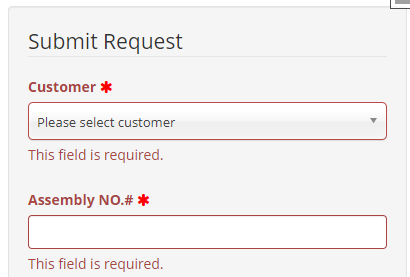 Submit Request
Customer ✱
Please select customer
This field is required.
Assembly NO.# ✱
This field is required.